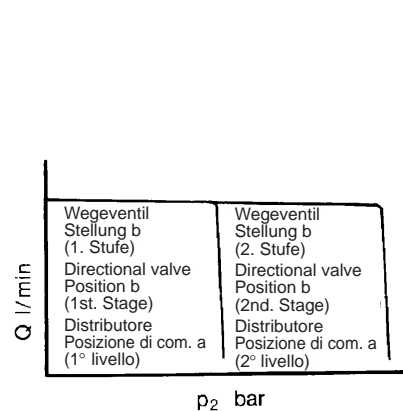 Q l/min
Wegeventil
Stellung b
(1. Stufe)
Directional valve
Position b
(1st. Stage)
Distributore
Posizione di com. a
(1° livello)
Wegeventil
Stellung b
(2. Stufe)
Directional valve
Position b
(2nd. Stage)
Distributore
Posizione di com. a
(2° livello)
p₂ bar